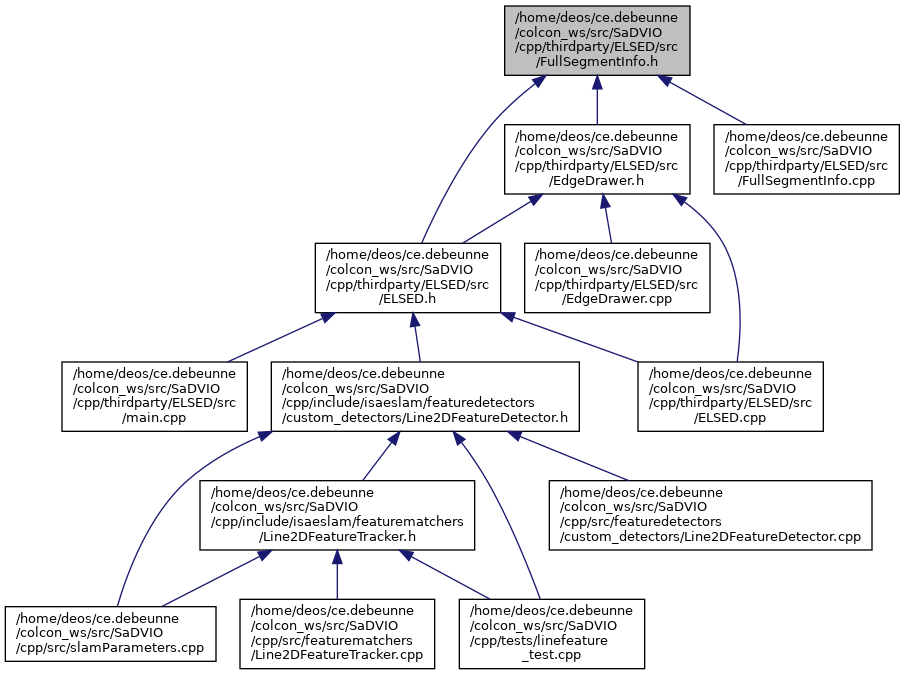 /home/deos/ce.debeunne
/colcon_ws/src/SaDVIO
/cpp/thirdparty/ELSED/src
/FullSegmentInfo.h
/home/deos/ce.debeunne
/colcon_ws/src/SaDVIO
/cpp/thirdparty/ELSED/src
/EdgeDrawer.h
/home/deos/ce.debeunne
/colcon_ws/src/SaDVIO
/cpp/thirdparty/ELSED/src
/FullSegmentInfo.cpp
/home/deos/ce.debeunne
/colcon_ws/src/SaDVIO
/cpp/thirdparty/ELSED/src
/ELSED.h
/home/deos/ce.debeunne
/colcon_ws/src/SaDVIO
/cpp/thirdparty/ELSED/src
/EdgeDrawer.cpp
/home/deos/ce.debeunne
/colcon_ws/src/SaDVIO
/cpp/thirdparty/ELSED/src
/main.cpp
/home/deos/ce.debeunne
/colcon_ws/src/SaDVIO
/cpp/include/isaeslam/featuredetectors
/custom_detectors/Line2DFeatureDetector.h
/home/deos/ce.debeunne
/colcon_ws/src/SaDVIO
/cpp/thirdparty/ELSED/src
/ELSED.cpp
/home/deos/ce.debeunne
/colcon_ws/src/SaDVIO
/cpp/include/isaeslam/featurematchers
/Line2DFeatureTracker.h
/home/deos/ce.debeunne
/colcon_ws/src/SaDVIO
/cpp/src/featuredetectors
/custom_detectors/Line2DFeatureDetector.cpp
/home/deos/ce.debeunne
/colcon_ws/src/SaDVIO
/cpp/src/slamParameters.cpp
/home/deos/ce.debeunne
/colcon_ws/src/SaDVIO
/cpp/src/featurematchers
/Line2DFeatureTracker.cpp
/home/deos/ce.debeunne
/colcon_ws/src/SaDVIO
/cpp/tests/linefeature
_test.cpp